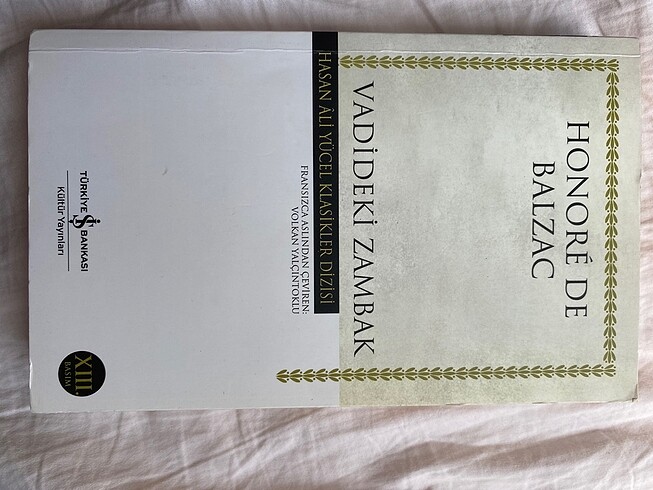 HONORÉ DE
BALZAC
VADİDEKİ ZAMBAK
HASAN ÂLİ YÜCEL KLASİKLER DİZİSİ
FRANSIZCA ASLINDAN ÇEVİREN:
VOLKAN YALÇINTOKLU
TÜRKİYE İŞ BANKASI
Kültür Yayınları
XIII.
BASIM